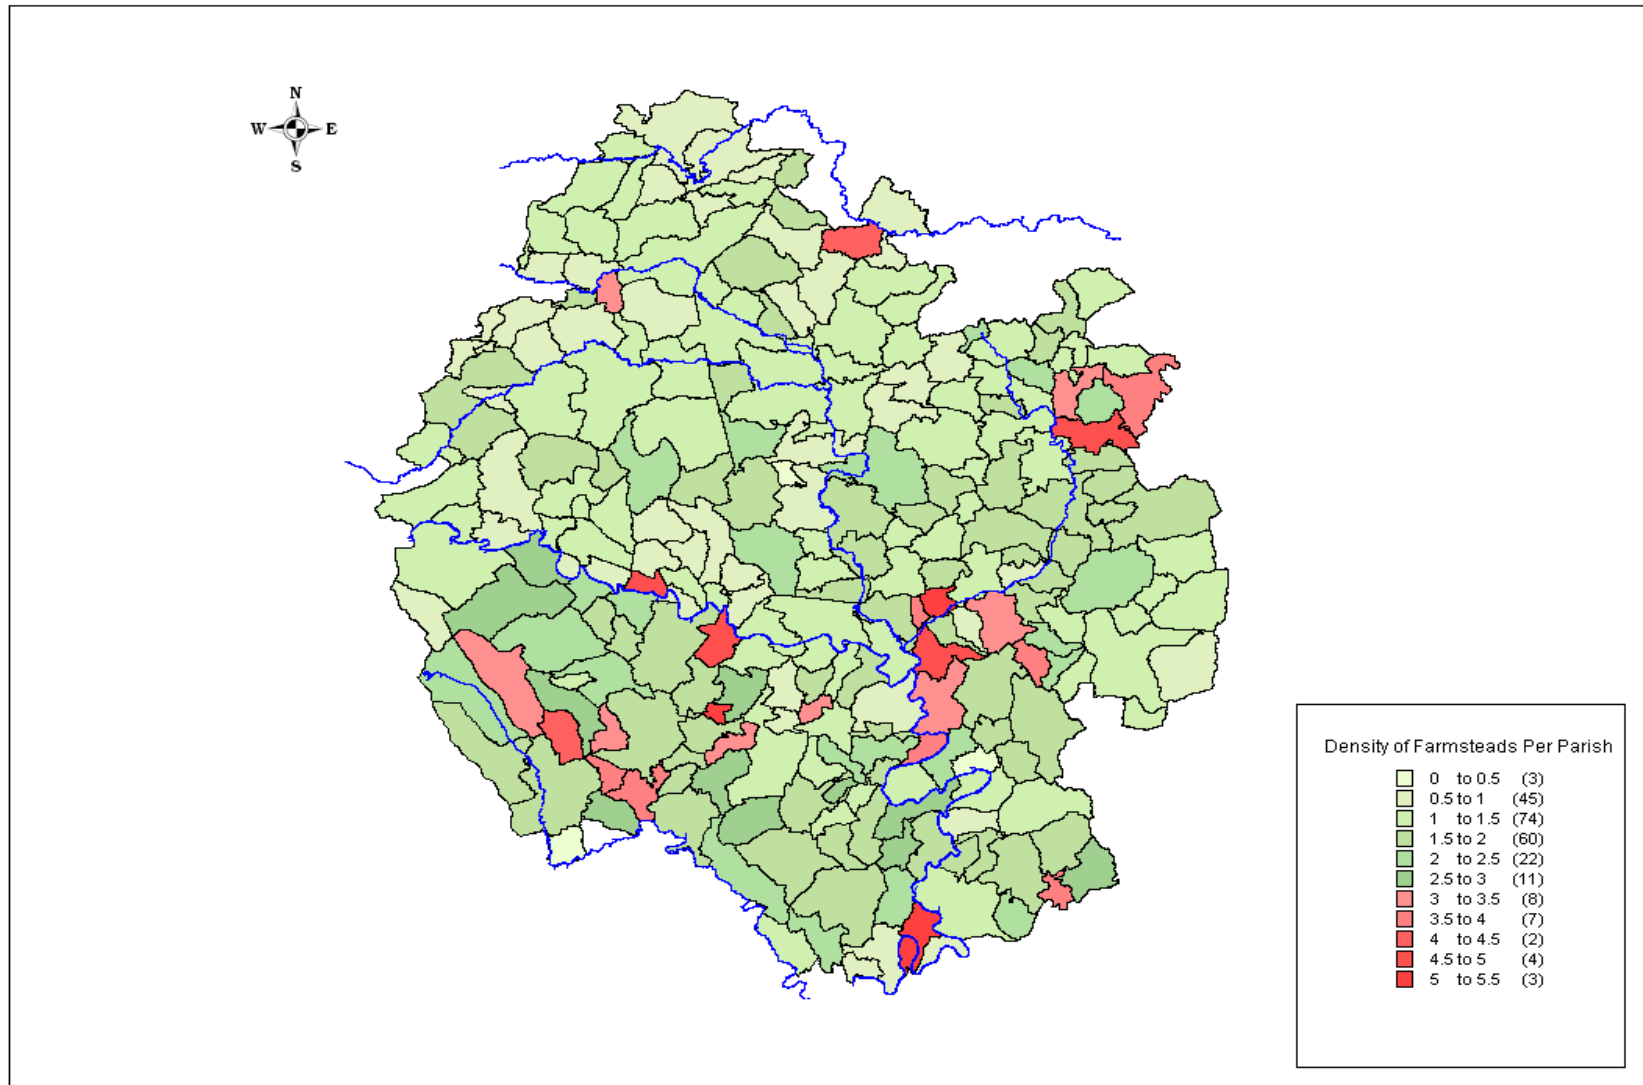 N
W E
S
Density of Farmsteads Per Parish
0 to 0.5 (3)
0.5 to 1 (45)
1 to 1.5 (74)
1.5 to 2 (60)
2 to 2.5 (22)
2.5 to 3 (11)
3 to 3.5 (8)
3.5 to 4 (7)
4 to 4.5 (2)
4.5 to 5 (4)
5 to 5.5 (3)